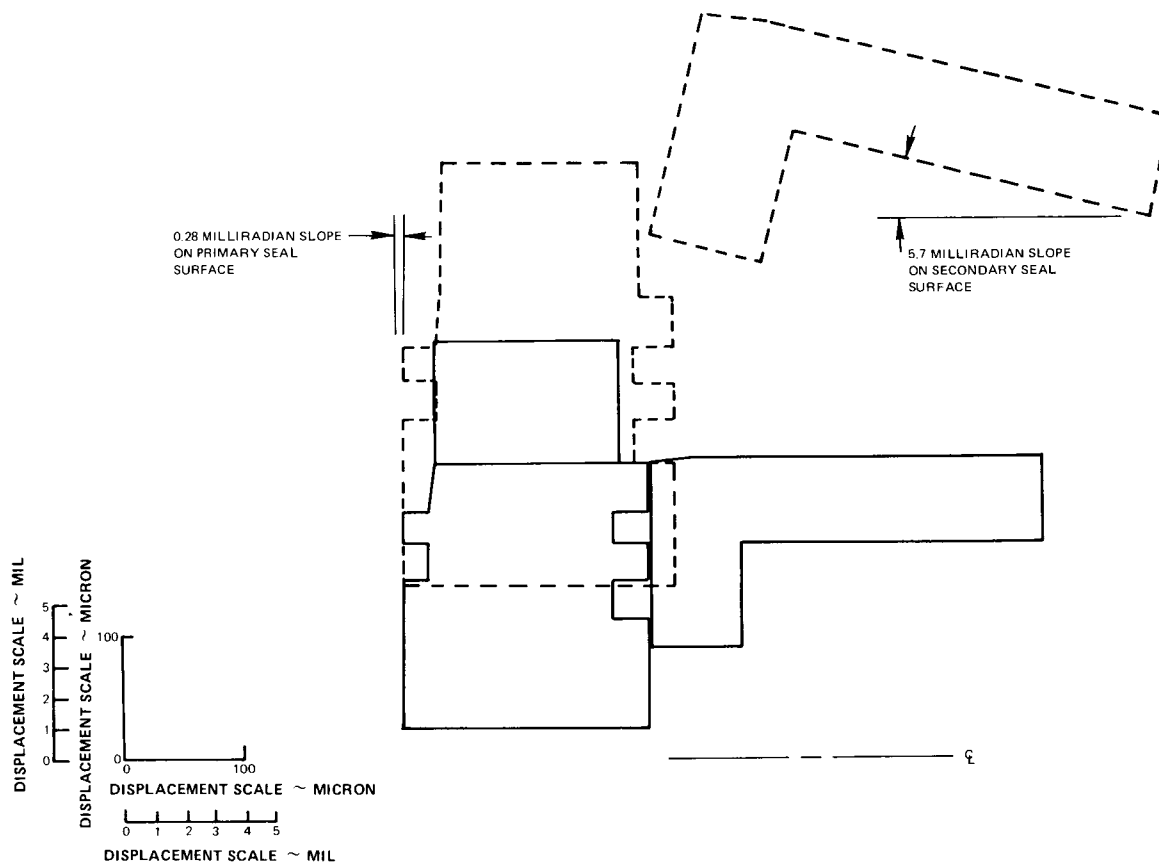 0.28 MILLIRADIAN SLOPE
ON PRIMARY SEAL
SURFACE
5.7 MILLIRADIAN SLOPE
ON SECONDARY SEAL
SURFACE
DISPLACEMENT SCALE ~ MIL
5
4
3
2
1
0
DISPLACEMENT SCALE ~ MICRON
100
0
0 100
DISPLACEMENT SCALE ~ MICRON
0 1 2 3 4 5
DISPLACEMENT SCALE ~ MIL
℄